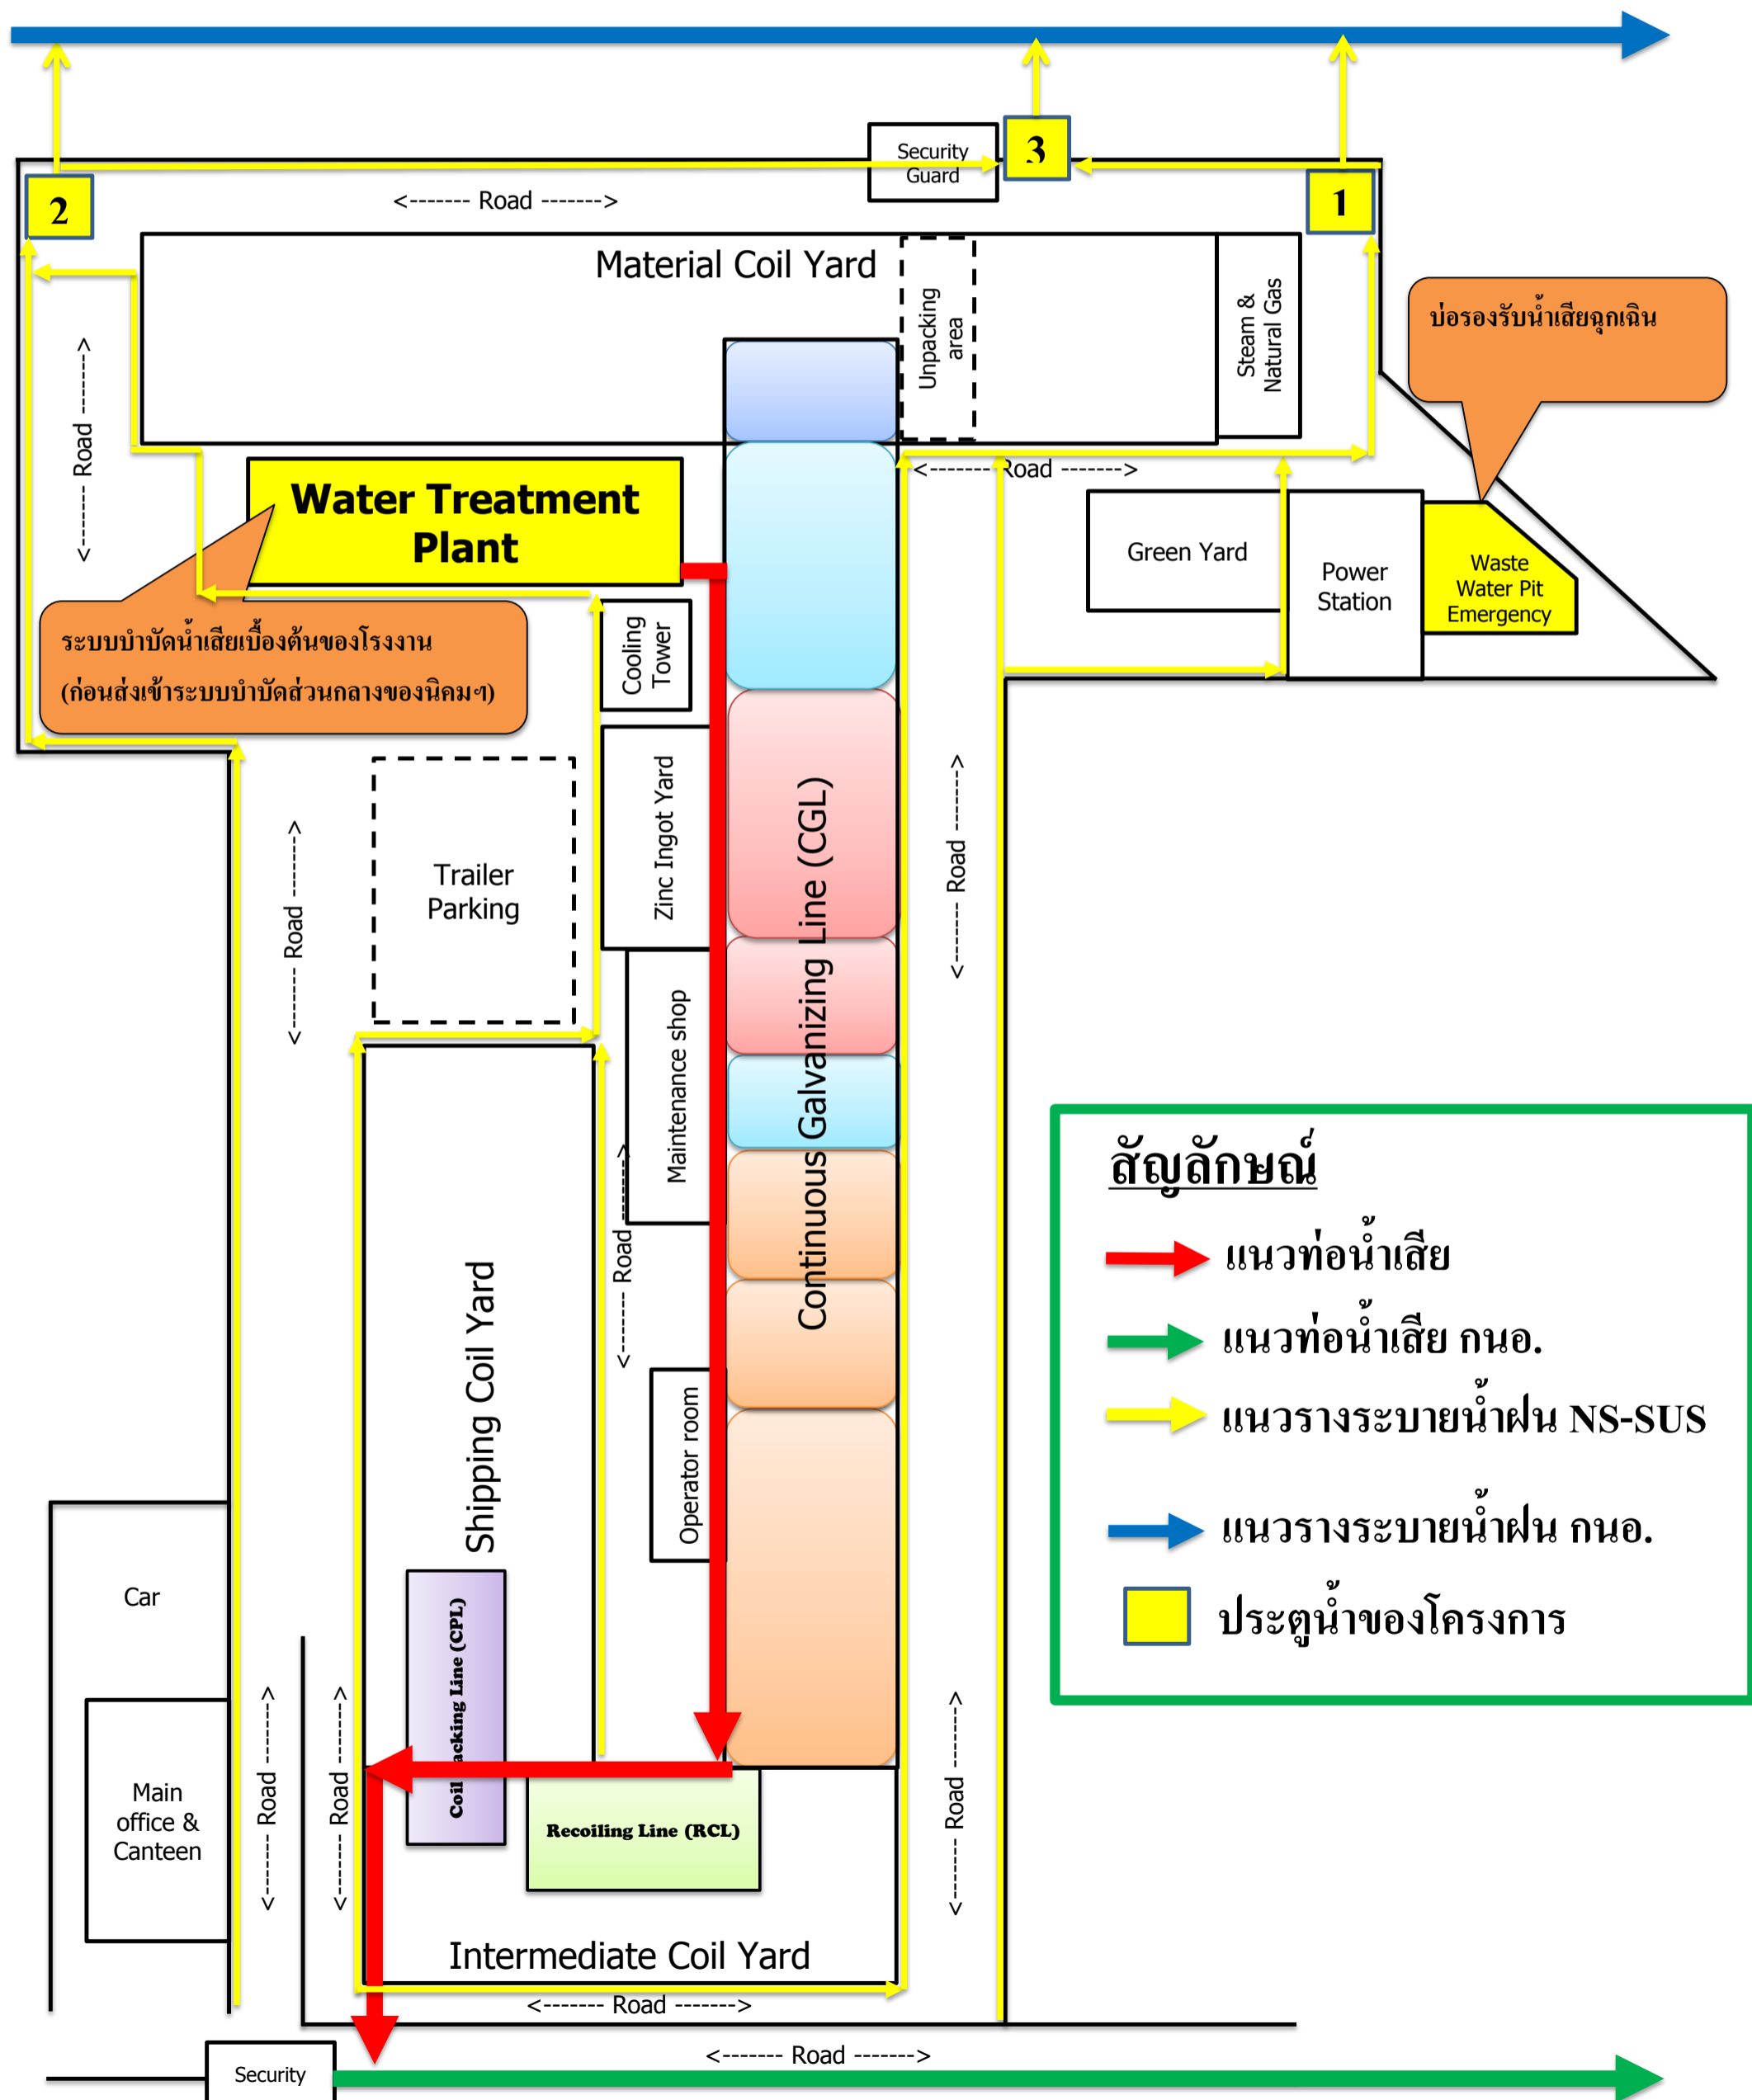 3
Security
Guard
2
1
<------- Road ------->
Material Coil Yard
Unpacking
area
Steam &
Natural Gas
บ่อรองรับน้ำเสียฉุกเฉิน
<------- Road ------->
<------- Road ------->
Water Treatment
Plant
Green Yard
Power
Station
Waste
Water Pit
Emergency
ระบบบำบัดน้ำเสียเบื้องต้นของโรงงาน
(ก่อนส่งเข้าระบบบำบัดส่วนกลางของนิคมฯ)
Cooling
Tower
Zinc Ingot Yard
Trailer
Parking
<------- Road ------->
<------- Road ------->
Continuous Galvanizing Line (CGL)
Maintenance shop
<------- Road ------->
Shipping Coil Yard
Operator room
สัญลักษณ์
แนวท่อน้ำเสีย
แนวท่อน้ำเสีย กนอ.
แนวรางระบายน้ำฝน NS-SUS
แนวรางระบายน้ำฝน กนอ.
ประตูน้ำของโครงการ
Car
Main
office &
Canteen
<------- Road ------->
<------- Road ------->
Coil Packing Line (CPL)
Recoiling Line (RCL)
<------- Road ------->
Intermediate Coil Yard
<------- Road ------->
<------- Road ------->
Security